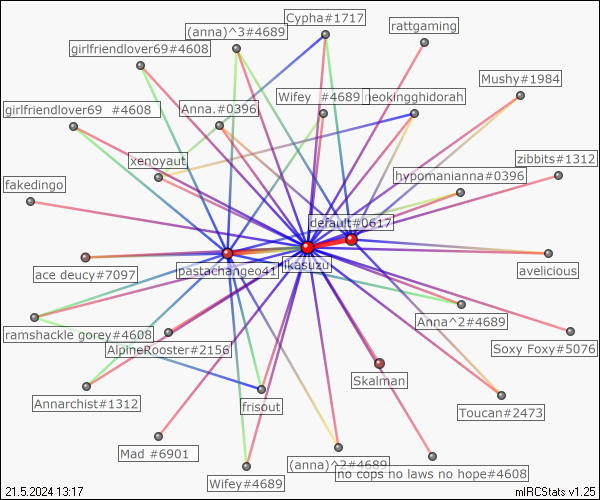 Cypha#1717
rattgaming
(anna)^3#4689
girlfriendlover69#4608
Mushy#1984
Wifey #4689
neokingghidorah
girlfriendlover69 #4608
Anna.#0396
zibbits#1312
xenoyaut
hypomanianna#0396
fakedingo
default#0617
ikasuzu
pastachangeo41
ace deucy#7097
avelicious
Anna^2#4689
ramshackle gorey#4608
Soxy Foxy#5076
AlpineRooster#2156
Skalman
Annarchist#1312
frisout
Toucan#2473
Mad #6901
(anna)^2#4689
no cops no laws no hope#4608
Wifey#4689
21.5.2024 13:17
mIRCStats v1.25